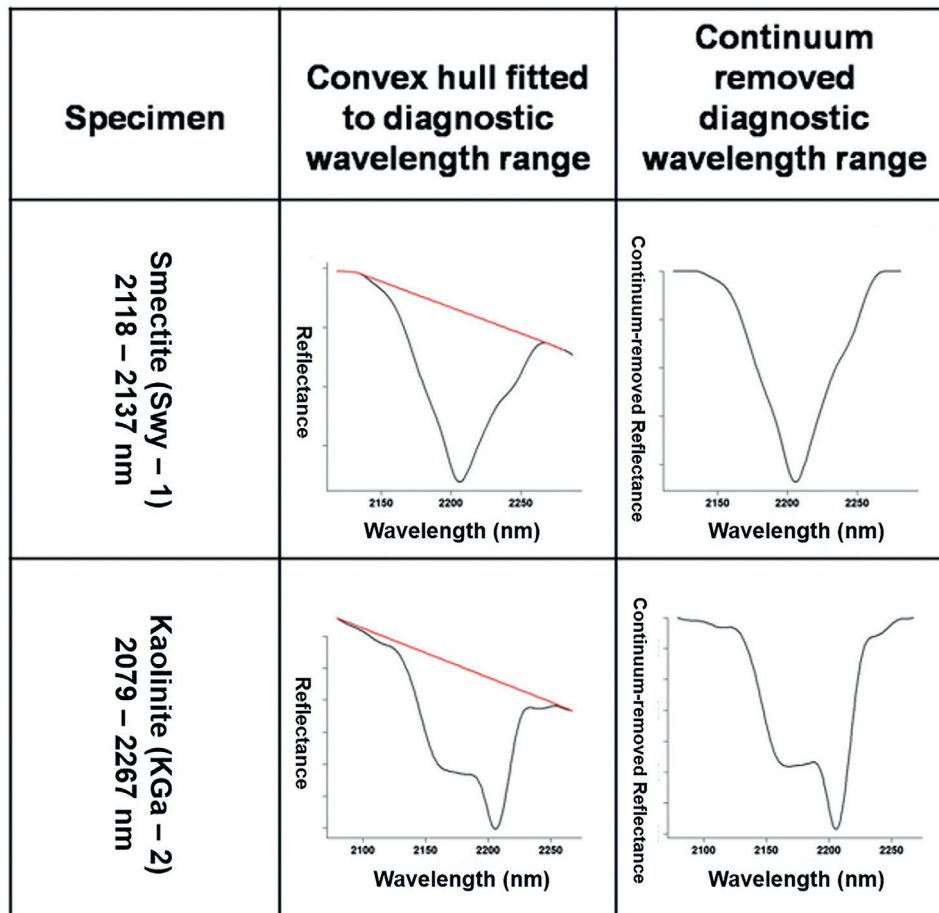 Specimen
Convex hull fitted
to diagnostic
wavelength range
Continuum
removed
diagnostic
wavelength range
Smectite (Swy – 1)
2118 – 2137 nm
Reflectance
2150 2200 2250
Wavelength (nm)
Continuum-removed Reflectance
2150 2200 2250
Wavelength (nm)
Kaolinite (KGa – 2)
2079 – 2267 nm
Reflectance
2100 2150 2200 2250
Wavelength (nm)
Continuum-removed Reflectance
2100 2150 2200 2250
Wavelength (nm)